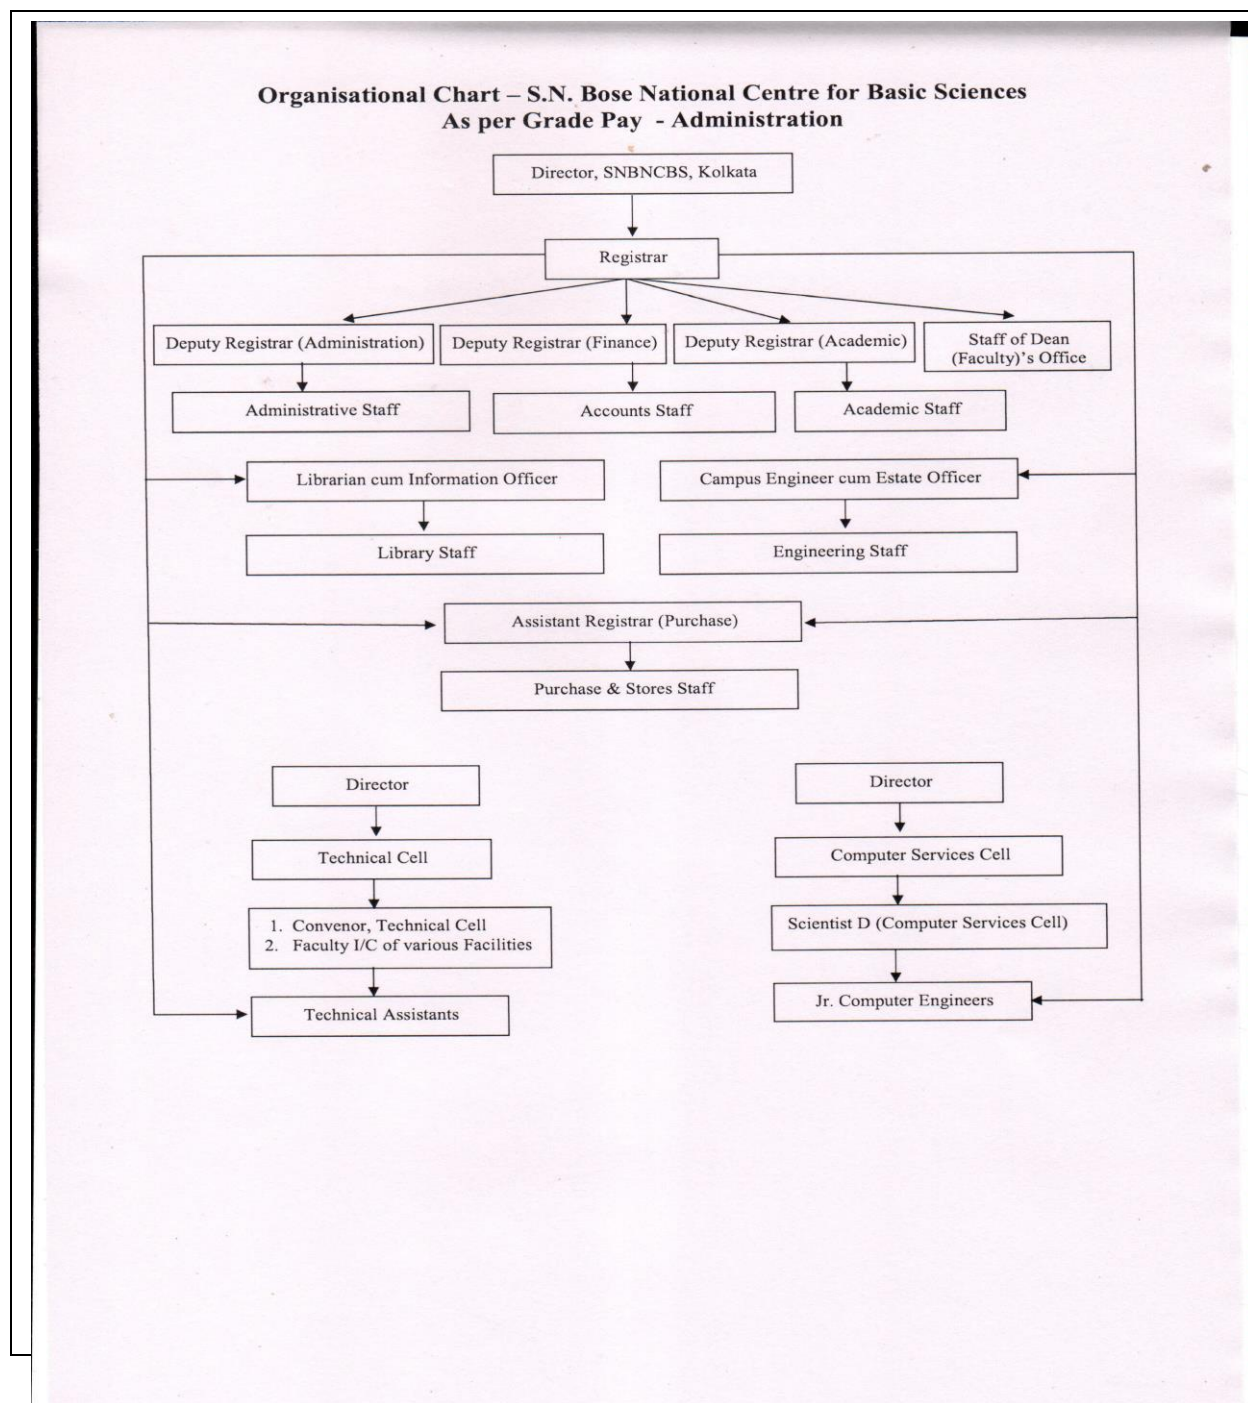 Organisational Chart – S.N. Bose National Centre for Basic Sciences
As per Grade Pay - Administration
Director, SNBNCBS, Kolkata
Registrar
Deputy Registrar (Administration)
Deputy Registrar (Finance)
Deputy Registrar (Academic)
Staff of Dean
(Faculty)'s Office
Administrative Staff
Accounts Staff
Academic Staff
Librarian cum Information Officer
Campus Engineer cum Estate Officer
Library Staff
Engineering Staff
Assistant Registrar (Purchase)
Purchase & Stores Staff
Director
Technical Cell
1. Convenor, Technical Cell
2. Faculty I/C of various Facilities
Technical Assistants
Director
Computer Services Cell
Scientist D (Computer Services Cell)
Jr. Computer Engineers